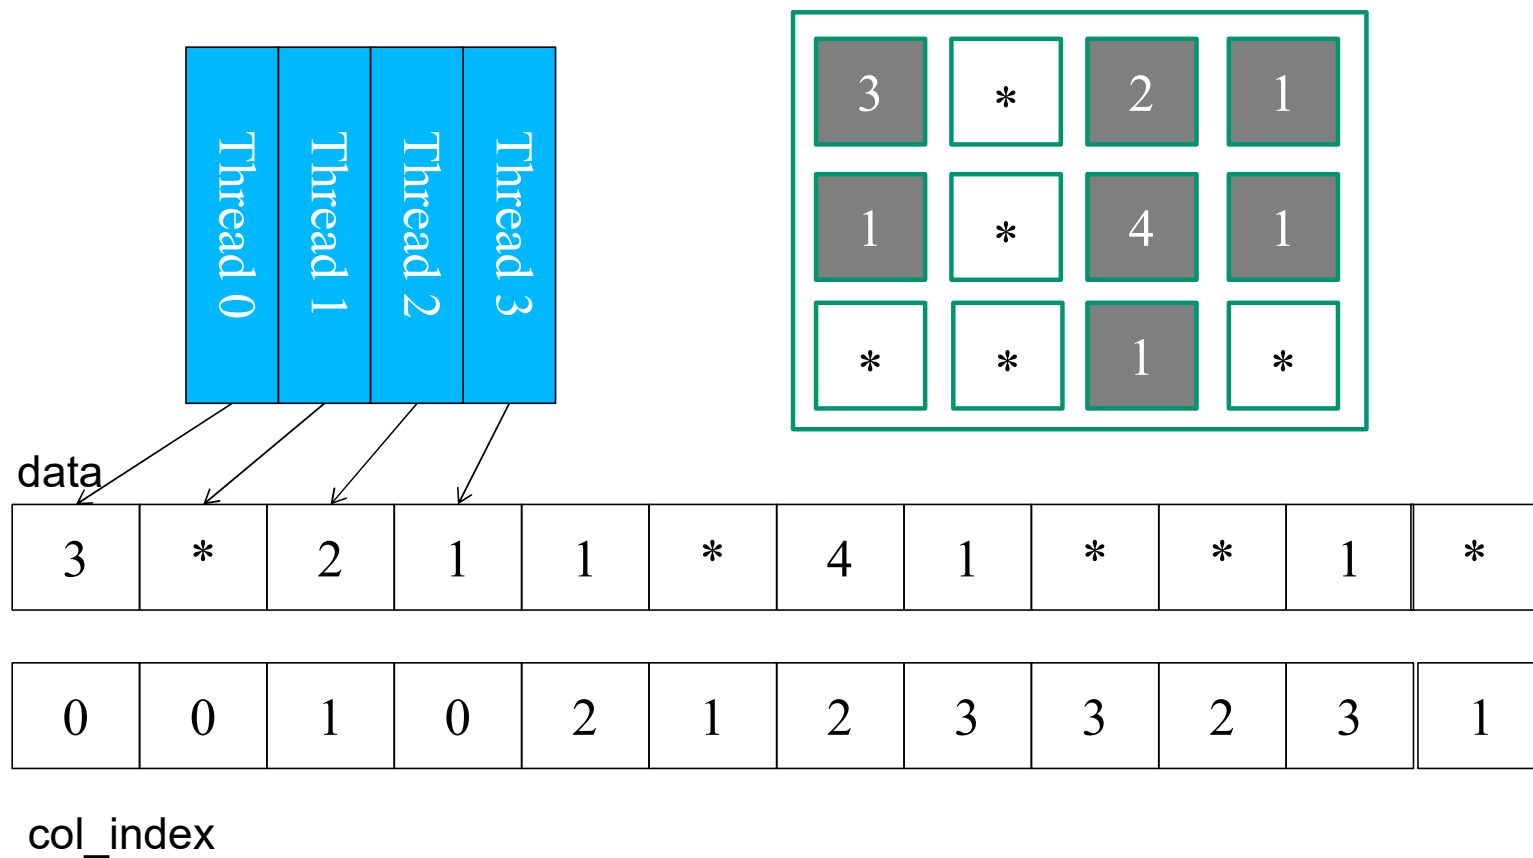 Thread 0
Thread 1
Thread 2
Thread 3
3 * 2 1
1 * 4 1
* * 1 *
data
3 * 2 1 1 * 4 1 * * 1 *
0 0 1 0 2 1 2 3 3 2 3 1
col_index